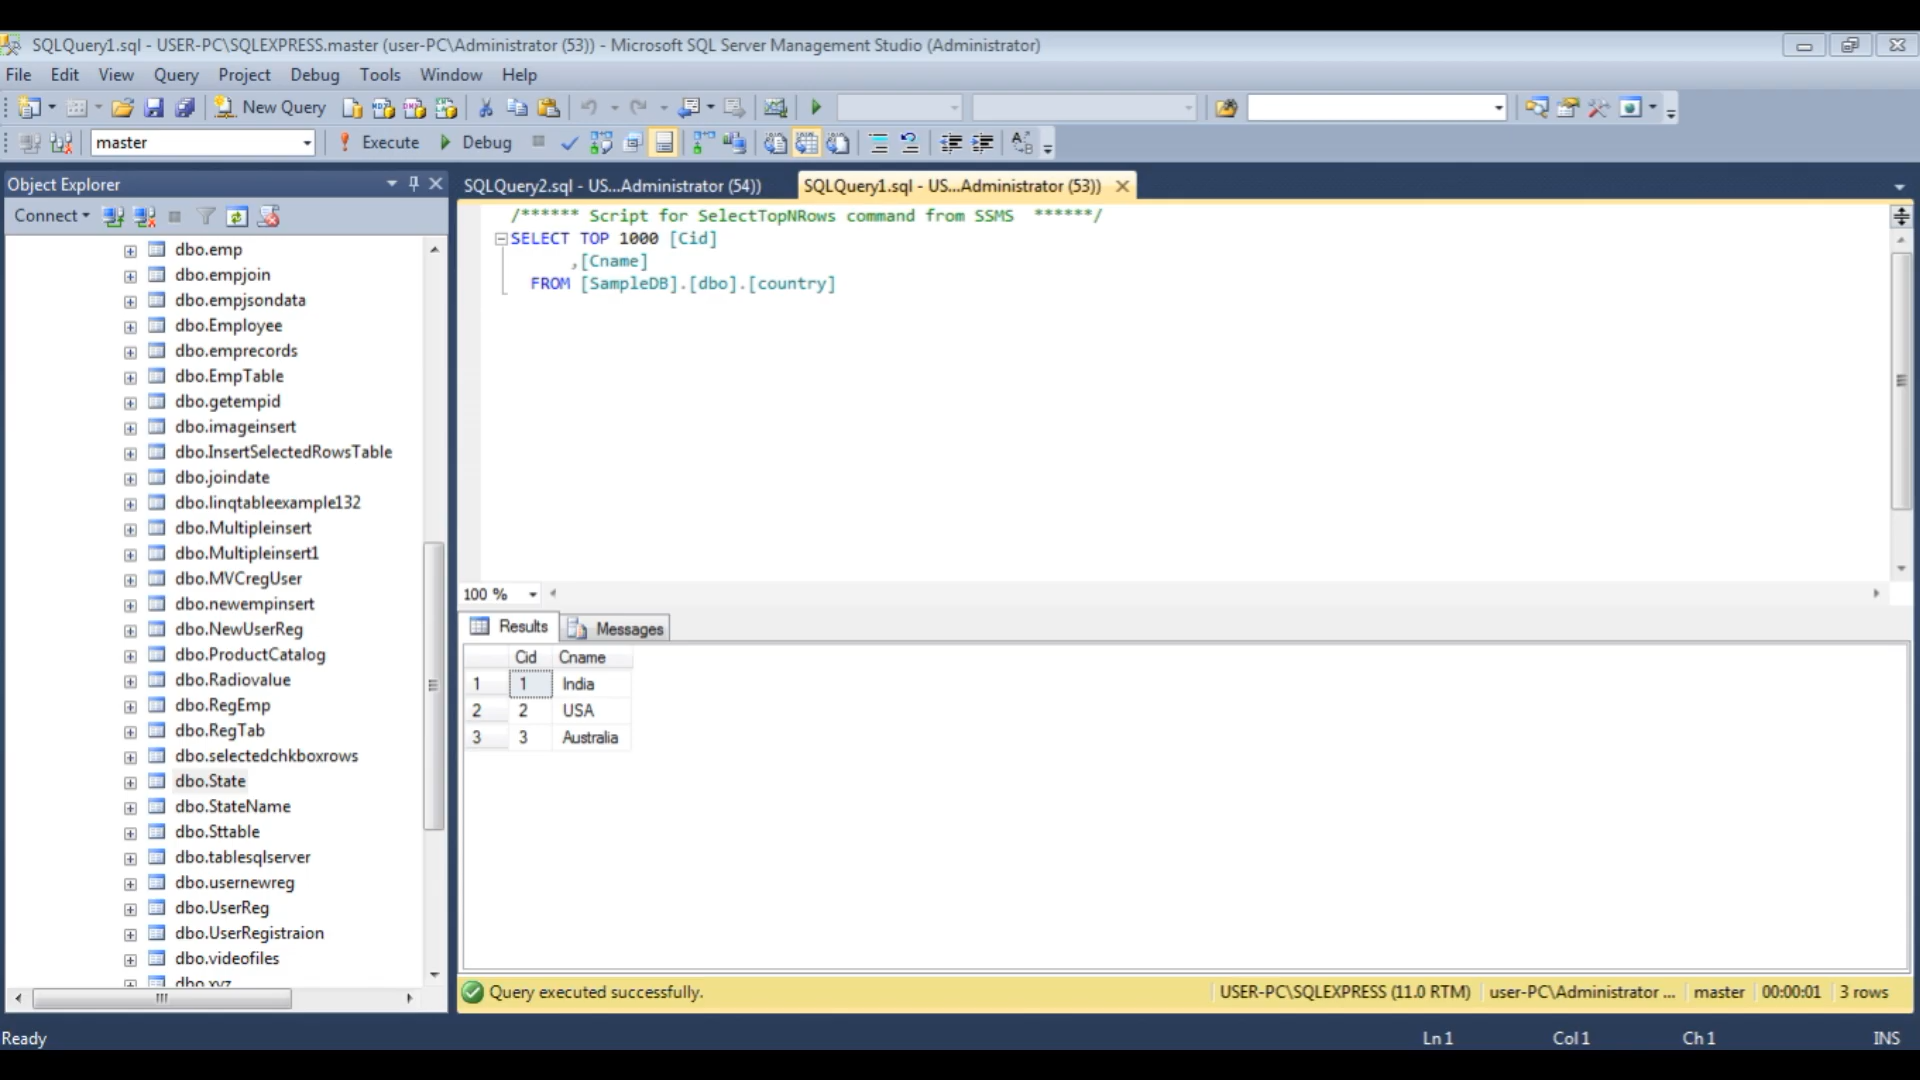 SQLQuery1.sql - USER-PC\SQLEXPRESS.master (user-PC\Administrator (53)) - Microsoft SQL Server Management Studio (Administrator)
File Edit View Query Project Debug Tools Window Help
New Query
master Execute Debug
Object Explorer
Connect
dbo.emp
dbo.empjoin
dbo.empjsondata
dbo.Employee
dbo.emprecords
dbo.EmpTable
dbo.getempid
dbo.imageinsert
dbo.InsertSelectedRowsTable
dbo.joindate
dbo.linqtableexample132
dbo.Multipleinsert
dbo.Multipleinsert1
dbo.MVCregUser
dbo.newempinsert
dbo.NewUserReg
dbo.ProductCatalog
dbo.Radiovalue
dbo.RegEmp
dbo.RegTab
dbo.selectedchkboxrows
dbo.State
dbo.StateName
dbo.Sttable
dbo.tablesqlserver
dbo.usernewreg
dbo.UserReg
dbo.UserRegistraion
dbo.videofiles
dbo.xyz
SQLQuery2.sql - US...Administrator (54)) SQLQuery1.sql - US...Administrator (53))
/****** Script for SelectTopNRows command from SSMS ******/
SELECT TOP 1000 [Cid]
,[Cname]
FROM [SampleDB].[dbo].[country]
100 %
Results Messages
Cid Cname
1 1 India
2 2 USA
3 3 Australia
Query executed successfully. USER-PC\SQLEXPRESS (11.0 RTM) user-PC\Administrator ... master 00:00:01 3 rows
Ready Ln 1 Col 1 Ch 1 INS